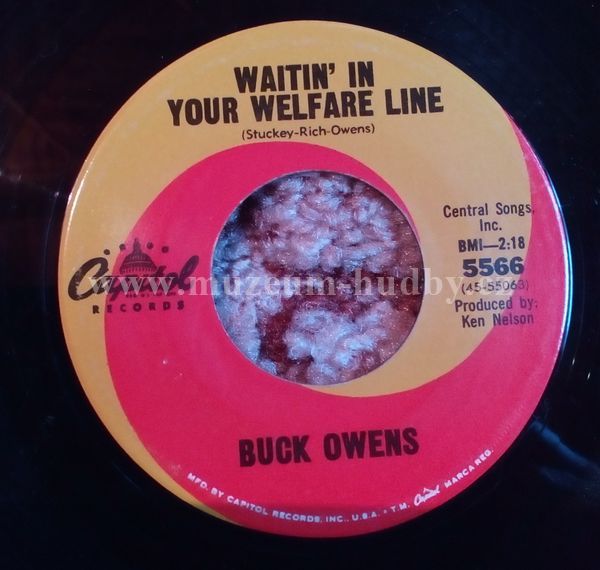 WAITIN' IN
YOUR WELFARE LINE
(Stuckey-Rich-Owens)
Central Songs,
Inc.
BMI—2:18
5566
(45-55063)
Produced by:
Ken Nelson
Capitol
RECORDS
www.muzeum-hudby.cz
BUCK OWENS
MFD. BY CAPITOL RECORDS, INC., U.S.A. • T.M. Capitol MARCA REG.